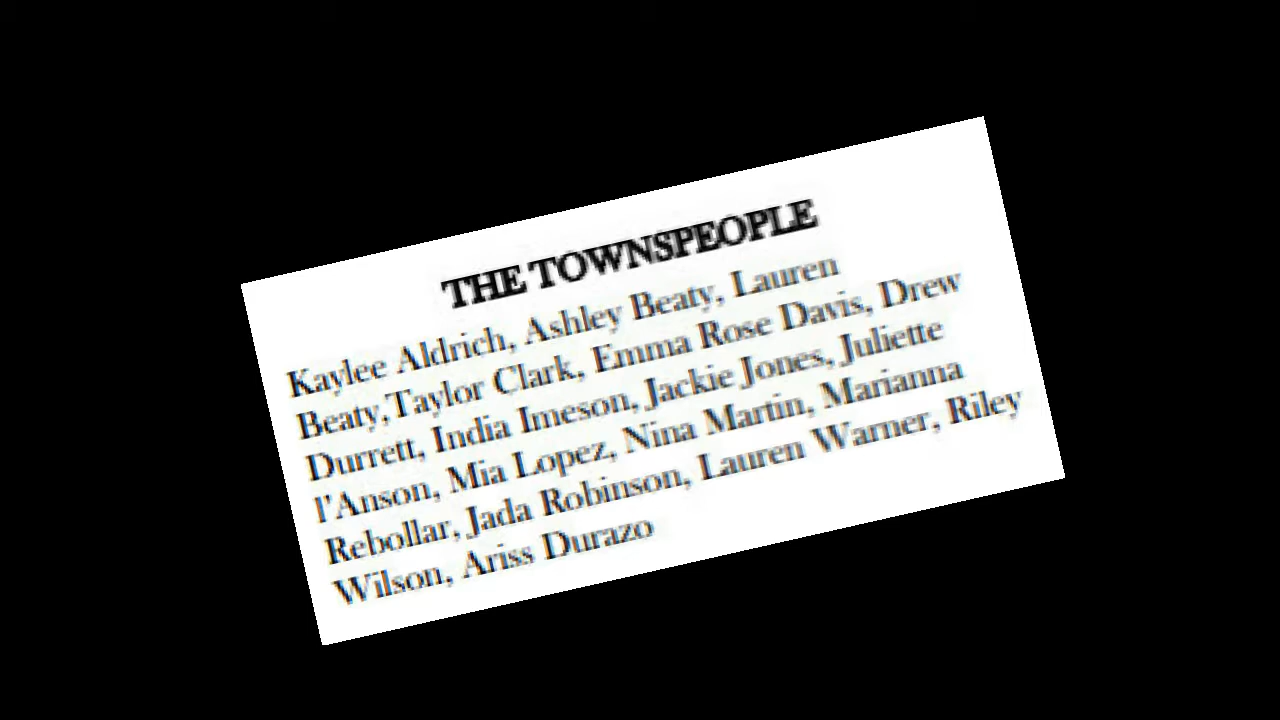 THE TOWNSPEOPLE
Kaylee Aldrich, Ashley Beaty, Lauren
Beaty,Taylor Clark, Emma Rose Davis, Drew
Durrett, India Imeson, Jackie Jones, Juliette
l'Anson, Mia Lopez, Nina Martin, Marianna
Rebollar, Jada Robinson, Lauren Warner, Riley
Wilson, Ariss Durazo